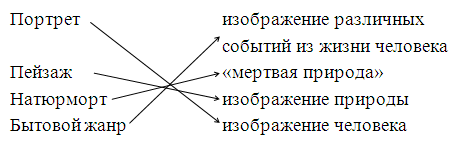 Портрет
изображение различных
событий из жизни человека
Пейзаж
«мертвая природа»
Натюрморт
изображение природы
Бытовой жанр
изображение человека